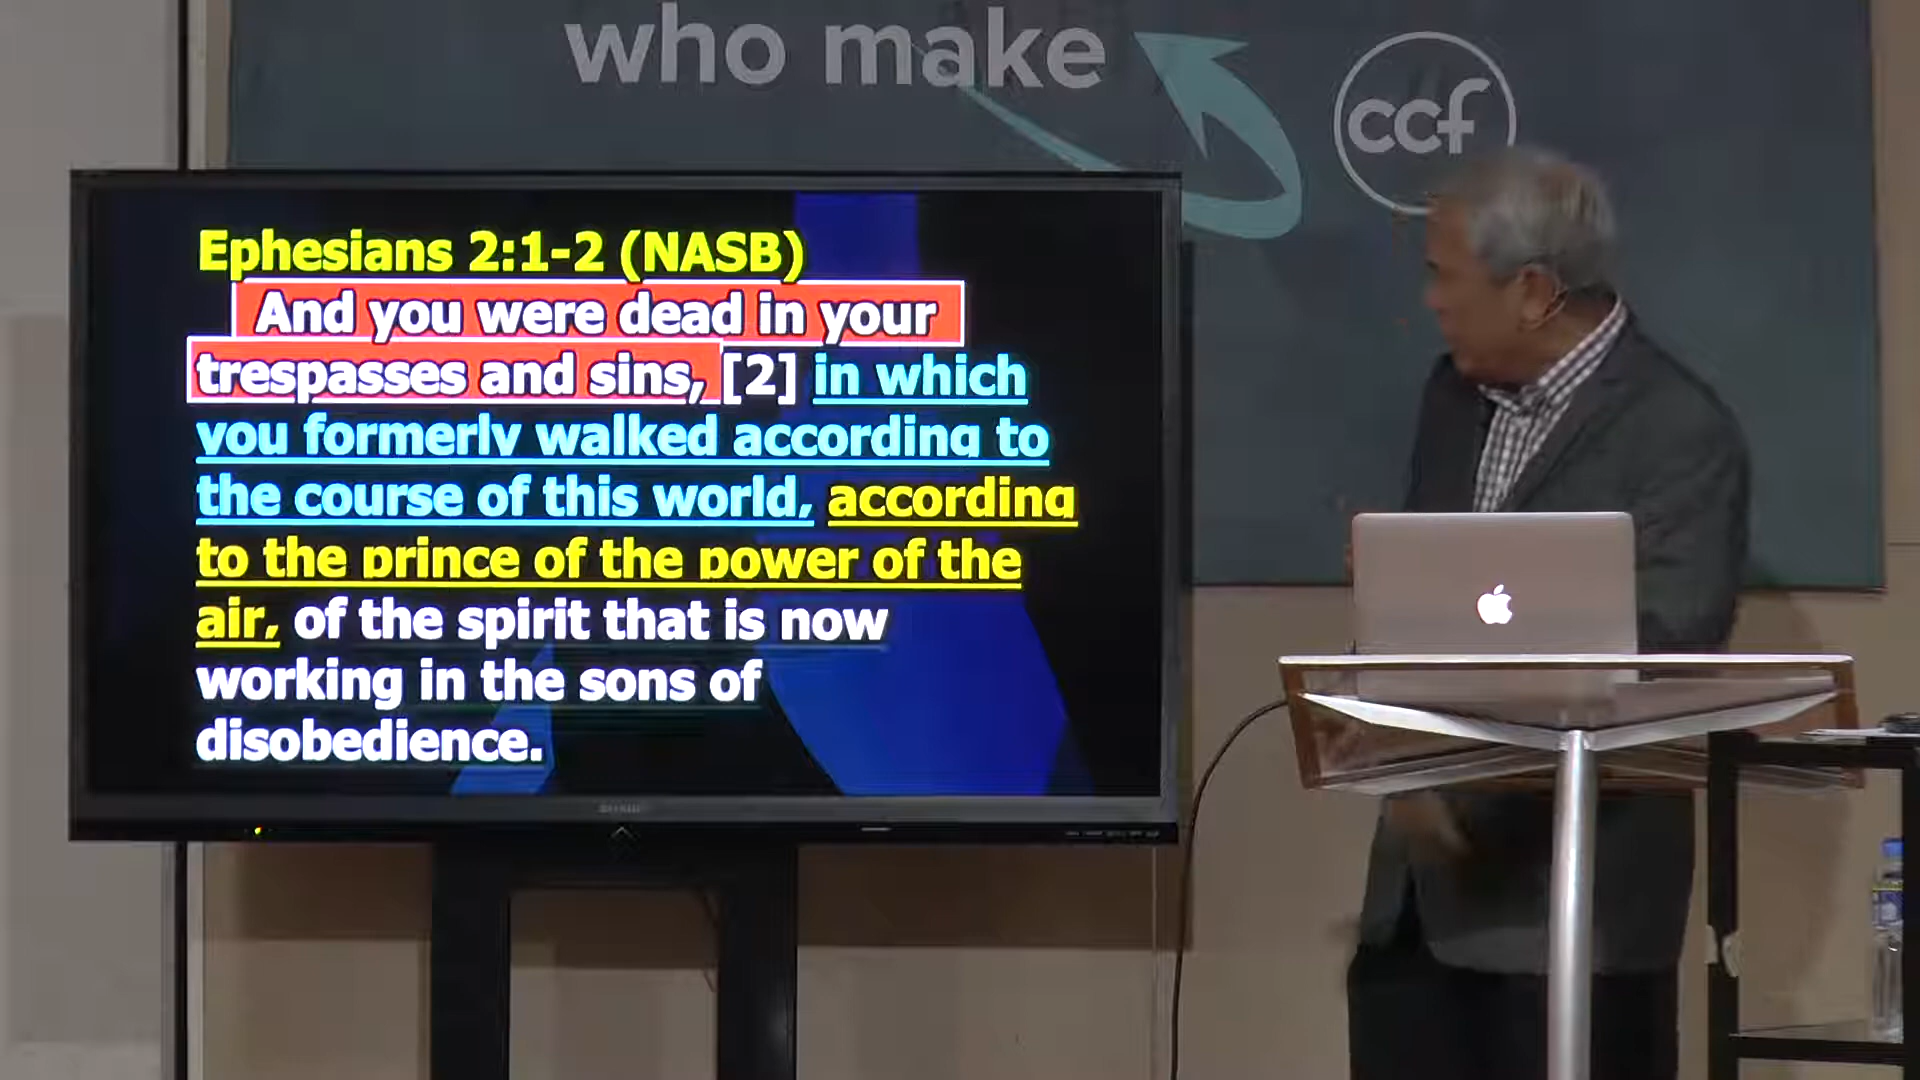 who make
ccf
Ephesians 2:1-2 (NASB)
And you were dead in your
trespasses and sins, [2] in which
you formerly walked according to
the course of this world, according
to the prince of the power of the
air, of the spirit that is now
working in the sons of
disobedience.